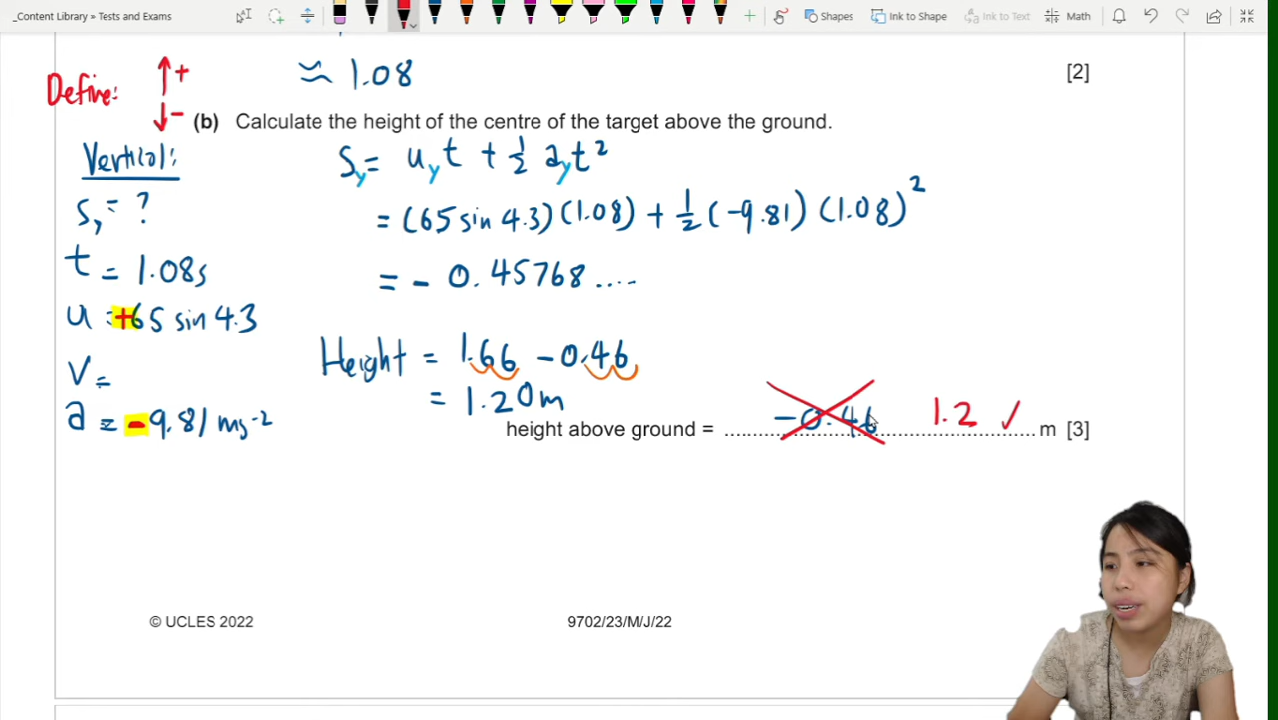 _Content Library > Tests and Exams
Shapes
Ink to Shape
Ink to Text
Math
≈ 1.08
[2]
Define: ↑+
↓−
(b) Calculate the height of the centre of the target above the ground.
Vertical:
Sy = ?
t = 1.08s
u = +65 sin 4.3
V =
a = -9.81 ms-2
Sy = uyt + 1/2 ayt²
= (65 sin 4.3)(1.08) + 1/2 (-9.81)(1.08)²
= - 0.45768....
Height = 1.66 - 0.46
= 1.20m
height above ground = -0.46 1.2 ✓ m [3]
© UCLES 2022
9702/23/M/J/22